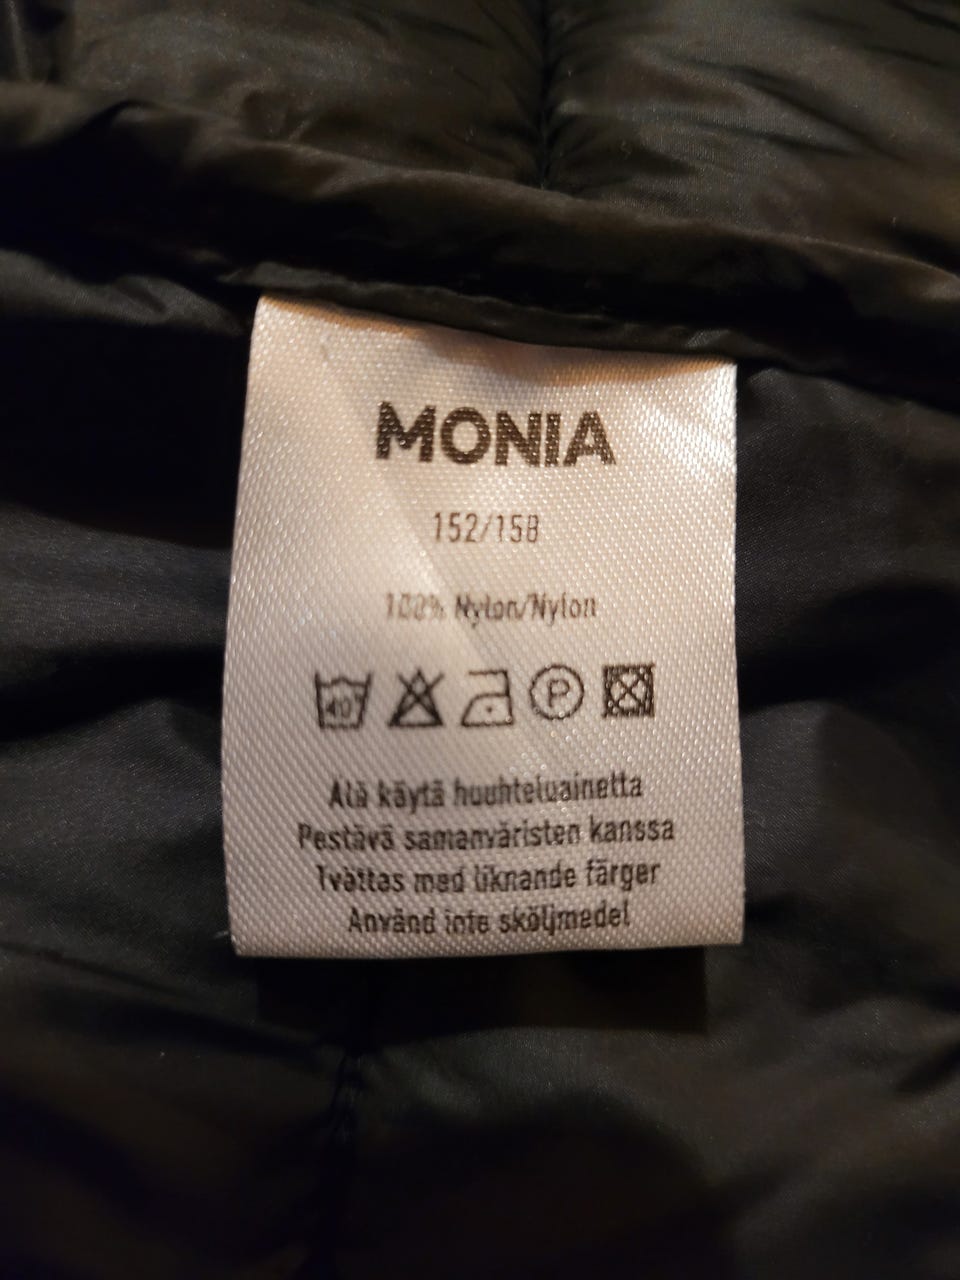 MONIA
152/158
100% Nylon/Nylon
40 P
Älä käytä huuhteluainetta
Pestävä samanväristen kanssa
Tvättas med liknande färger
Använd inte sköljmedel